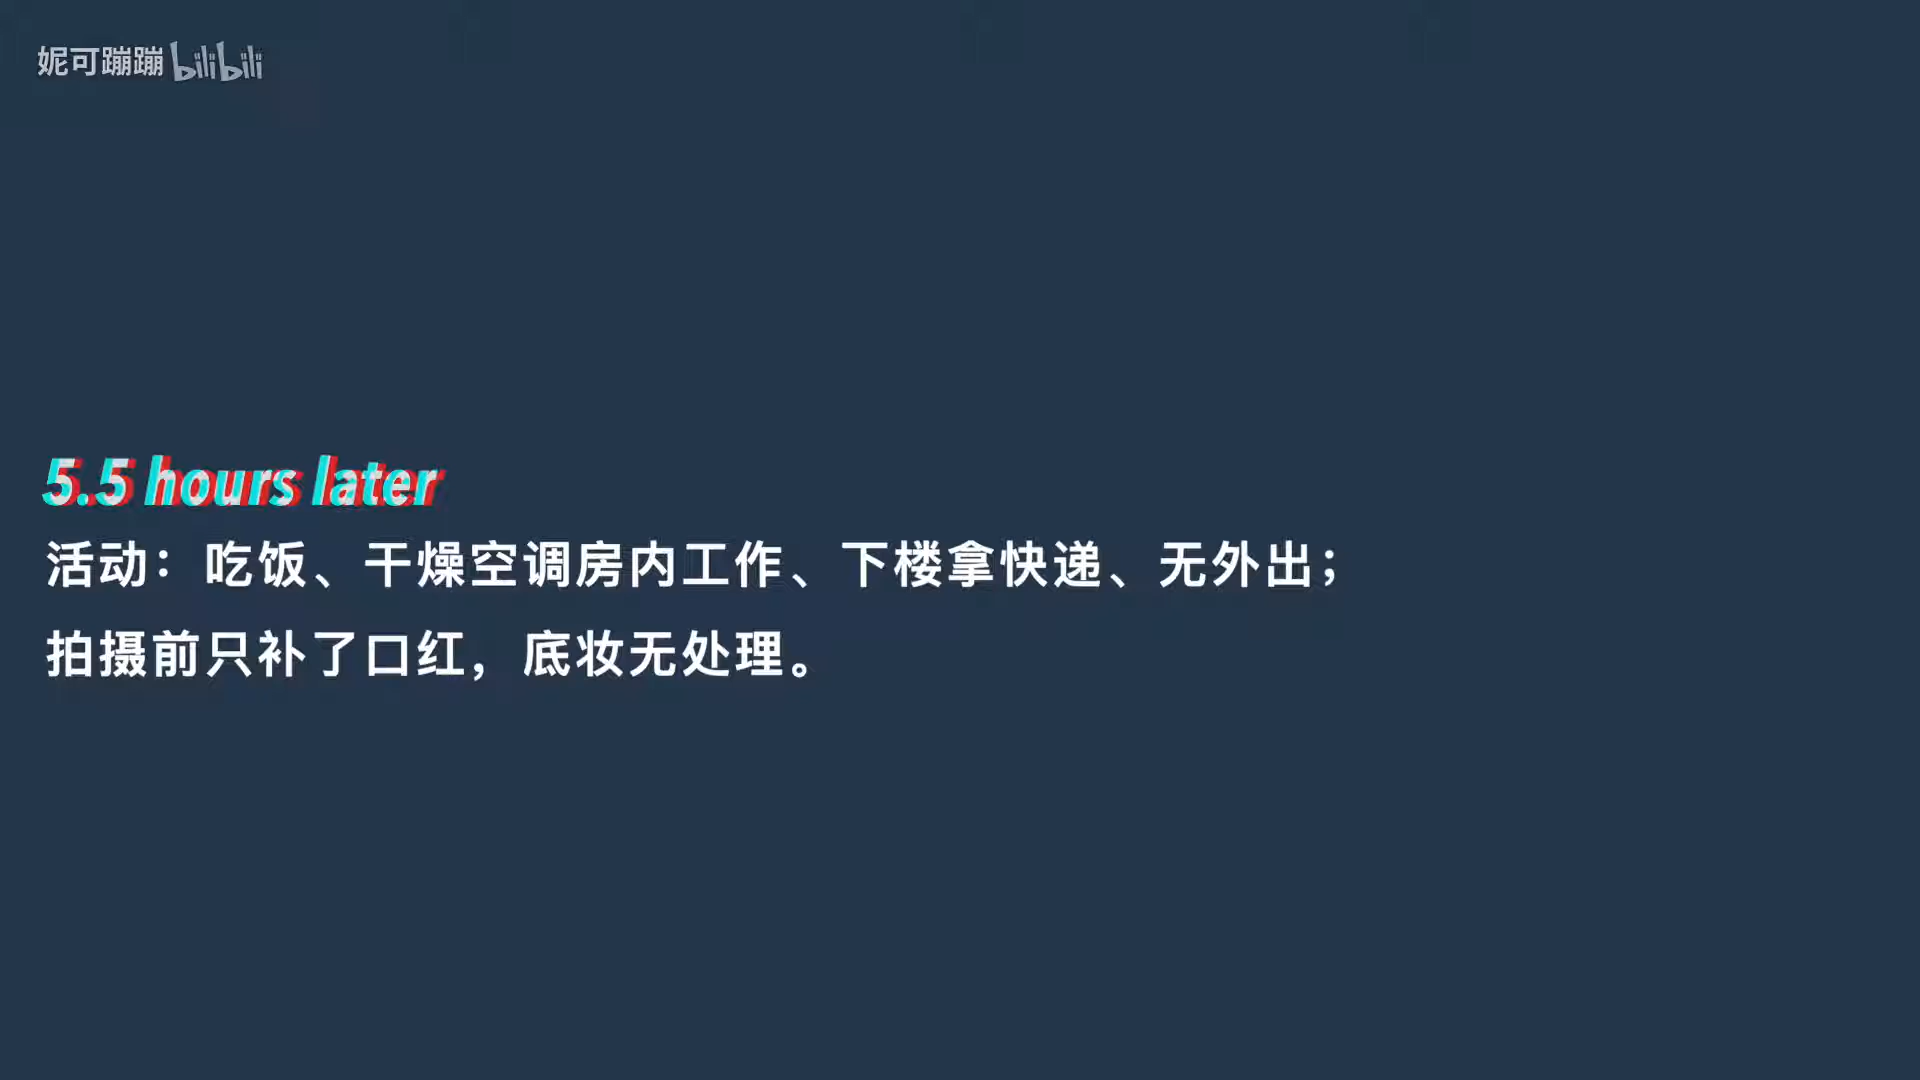 妮可蹦蹦 bilibili
5.5 hours later
活动：吃饭、干燥空调房内工作、下楼拿快递、无外出；
拍摄前只补了口红，底妆无处理。